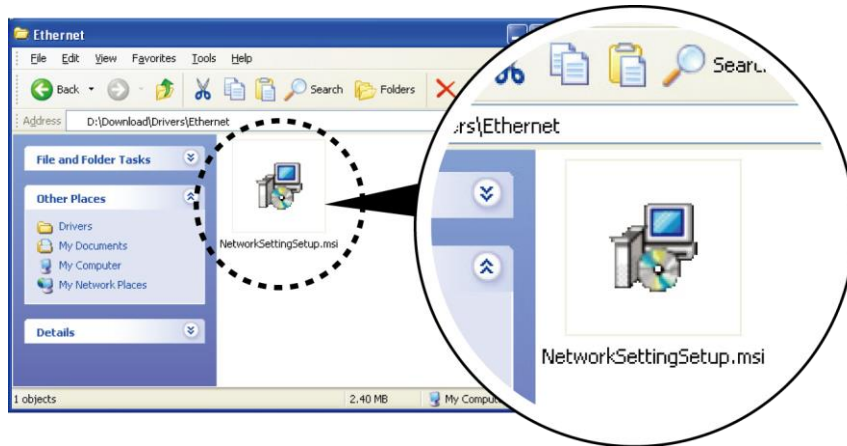 Ethernet
File Edit View Favorites Tools Help
Back Search Folders
Address D:\Download\Drivers\Ethernet
File and Folder Tasks
Other Places
Drivers
My Documents
My Computer
My Network Places
Details
NetworkSettingSetup.msi
1 objects 2.40 MB My Comput
Searc
rs\Ethernet
NetworkSettingSetup.msi